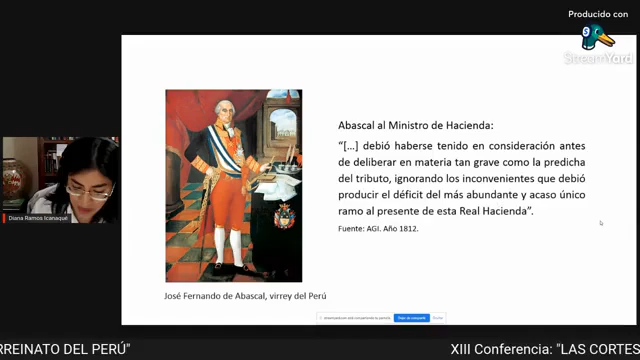 Producido con
StreamYard
Abascal al Ministro de Hacienda:
"[…] debió haberse tenido en consideración antes
de deliberar en materia tan grave como la predicha
del tributo, ignorando los inconvenientes que debió
producir el déficit del más abundante y acaso único
ramo al presente de esta Real Hacienda".
Fuente: AGI. Año 1812.
Diana Ramos Icanaqué
José Fernando de Abascal, virrey del Perú
RREINATO DEL PERÚ"
XIII Conferencia: "LAS CORTES